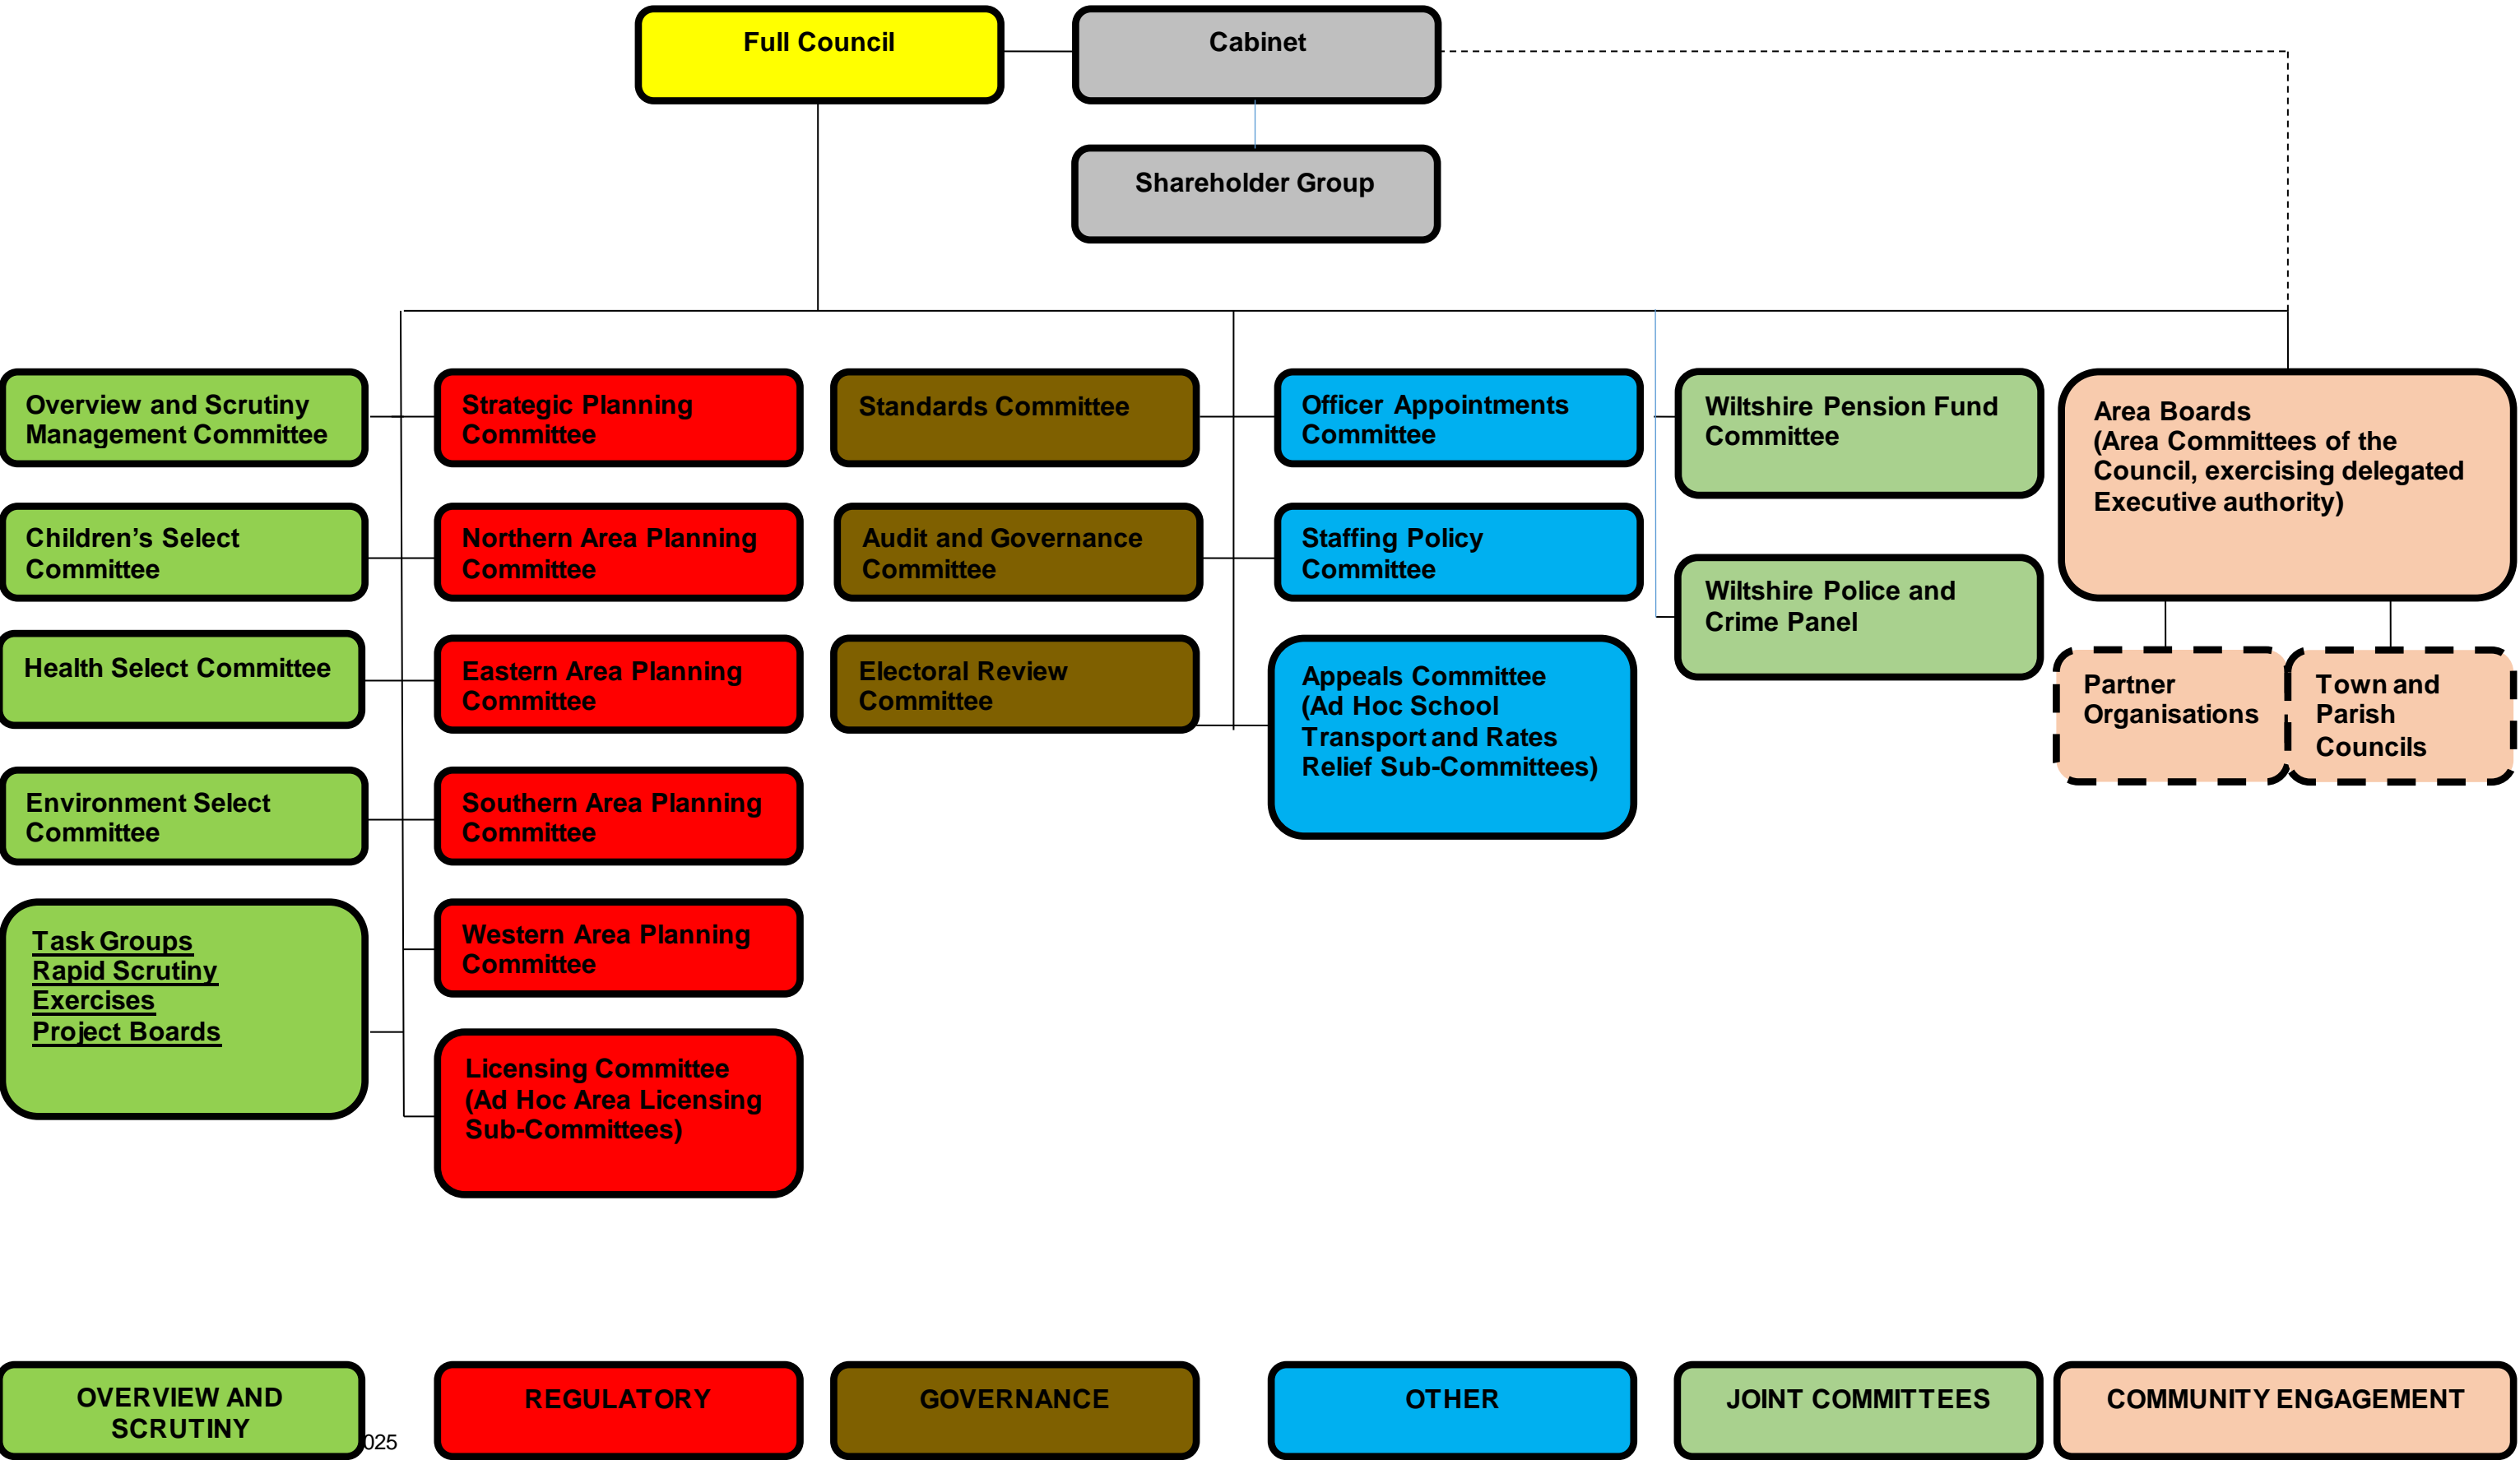 Full Council
Cabinet
Shareholder Group
Overview and Scrutiny
Management Committee
Children’s Select
Committee
Health Select Committee
Environment Select
Committee
Task Groups
Rapid Scrutiny
Exercises
Project Boards
Strategic Planning
Committee
Northern Area Planning
Committee
Eastern Area Planning
Committee
Southern Area Planning
Committee
Western Area Planning
Committee
Licensing Committee
(Ad Hoc Area Licensing
Sub-Committees)
Standards Committee
Audit and Governance
Committee
Electoral Review
Committee
Officer Appointments
Committee
Staffing Policy
Committee
Appeals Committee
(Ad Hoc School
Transport and Rates
Relief Sub-Committees)
Wiltshire Pension Fund
Committee
Wiltshire Police and
Crime Panel
Area Boards
(Area Committees of the
Council, exercising delegated
Executive authority)
Partner
Organisations
Town and
Parish
Councils
OVERVIEW AND
SCRUTINY
025
REGULATORY
GOVERNANCE
OTHER
JOINT COMMITTEES
COMMUNITY ENGAGEMENT